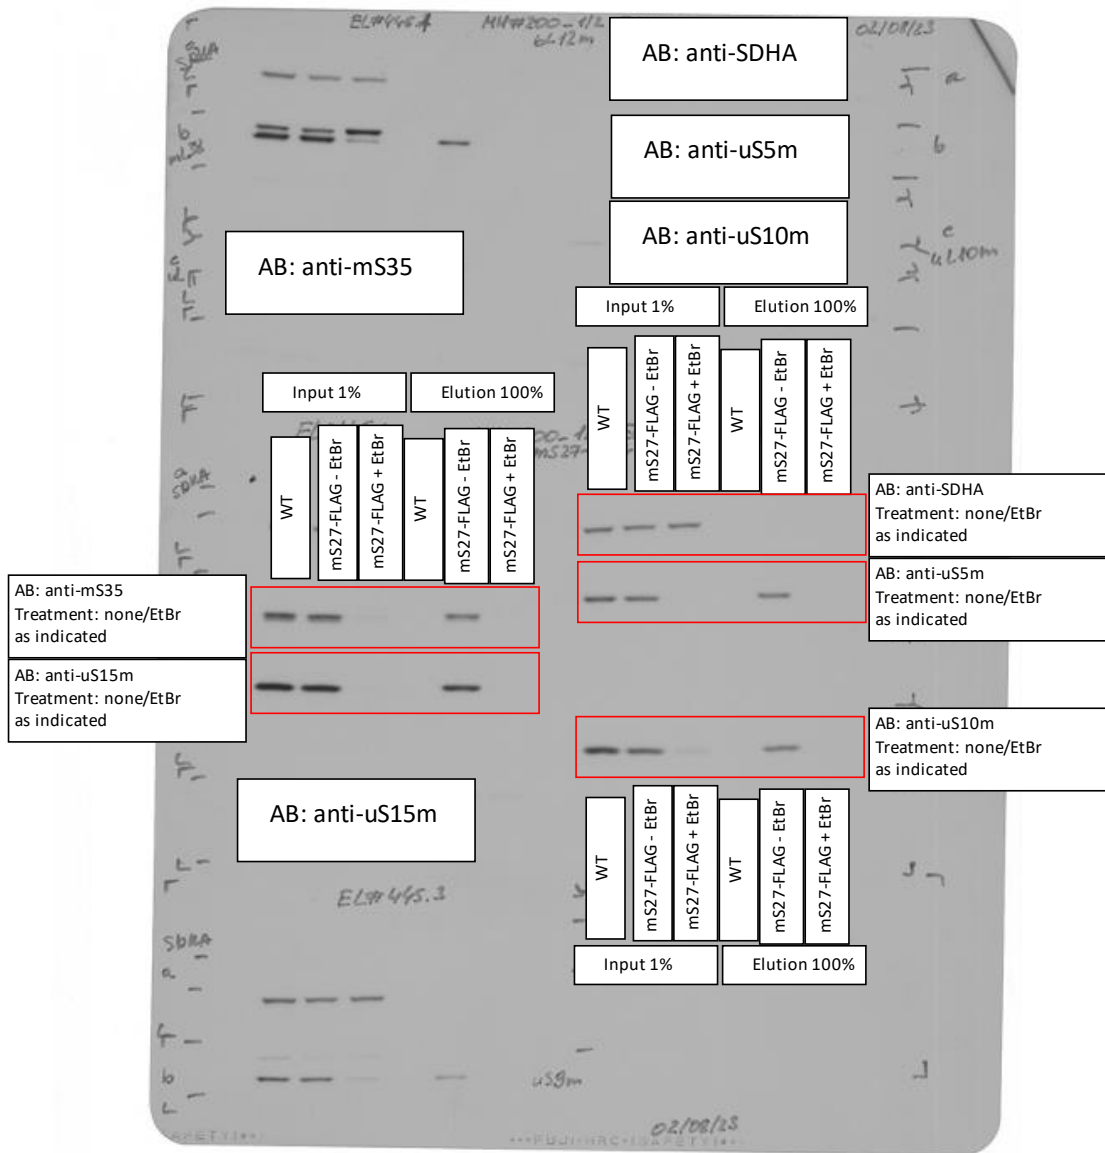 EL#445.1
02/08/23
AB: anti-SDHA
SDHA
a
b
AB: anti-uS5m
b
AB: anti-uS10m
c
uL10m
AB: anti-mS35
c
Input 1%
Elution 100%
WT
mS27-FLAG - EtBr
mS27-FLAG + EtBr
WT
mS27-FLAG - EtBr
mS27-FLAG + EtBr
Input 1%
Elution 100%
WT
mS27-FLAG - EtBr
mS27-FLAG + EtBr
WT
mS27-FLAG - EtBr
mS27-FLAG + EtBr
a
SDHA
AB: anti-SDHA
Treatment: none/EtBr
as indicated
AB: anti-uS5m
Treatment: none/EtBr
as indicated
AB: anti-mS35
Treatment: none/EtBr
as indicated
AB: anti-uS15m
Treatment: none/EtBr
as indicated
AB: anti-uS10m
Treatment: none/EtBr
as indicated
AB: anti-uS15m
WT
mS27-FLAG - EtBr
mS27-FLAG + EtBr
WT
mS27-FLAG - EtBr
mS27-FLAG + EtBr
Input 1%
Elution 100%
EL#445.3
SDHA
a
b
uS9m
02/08/23